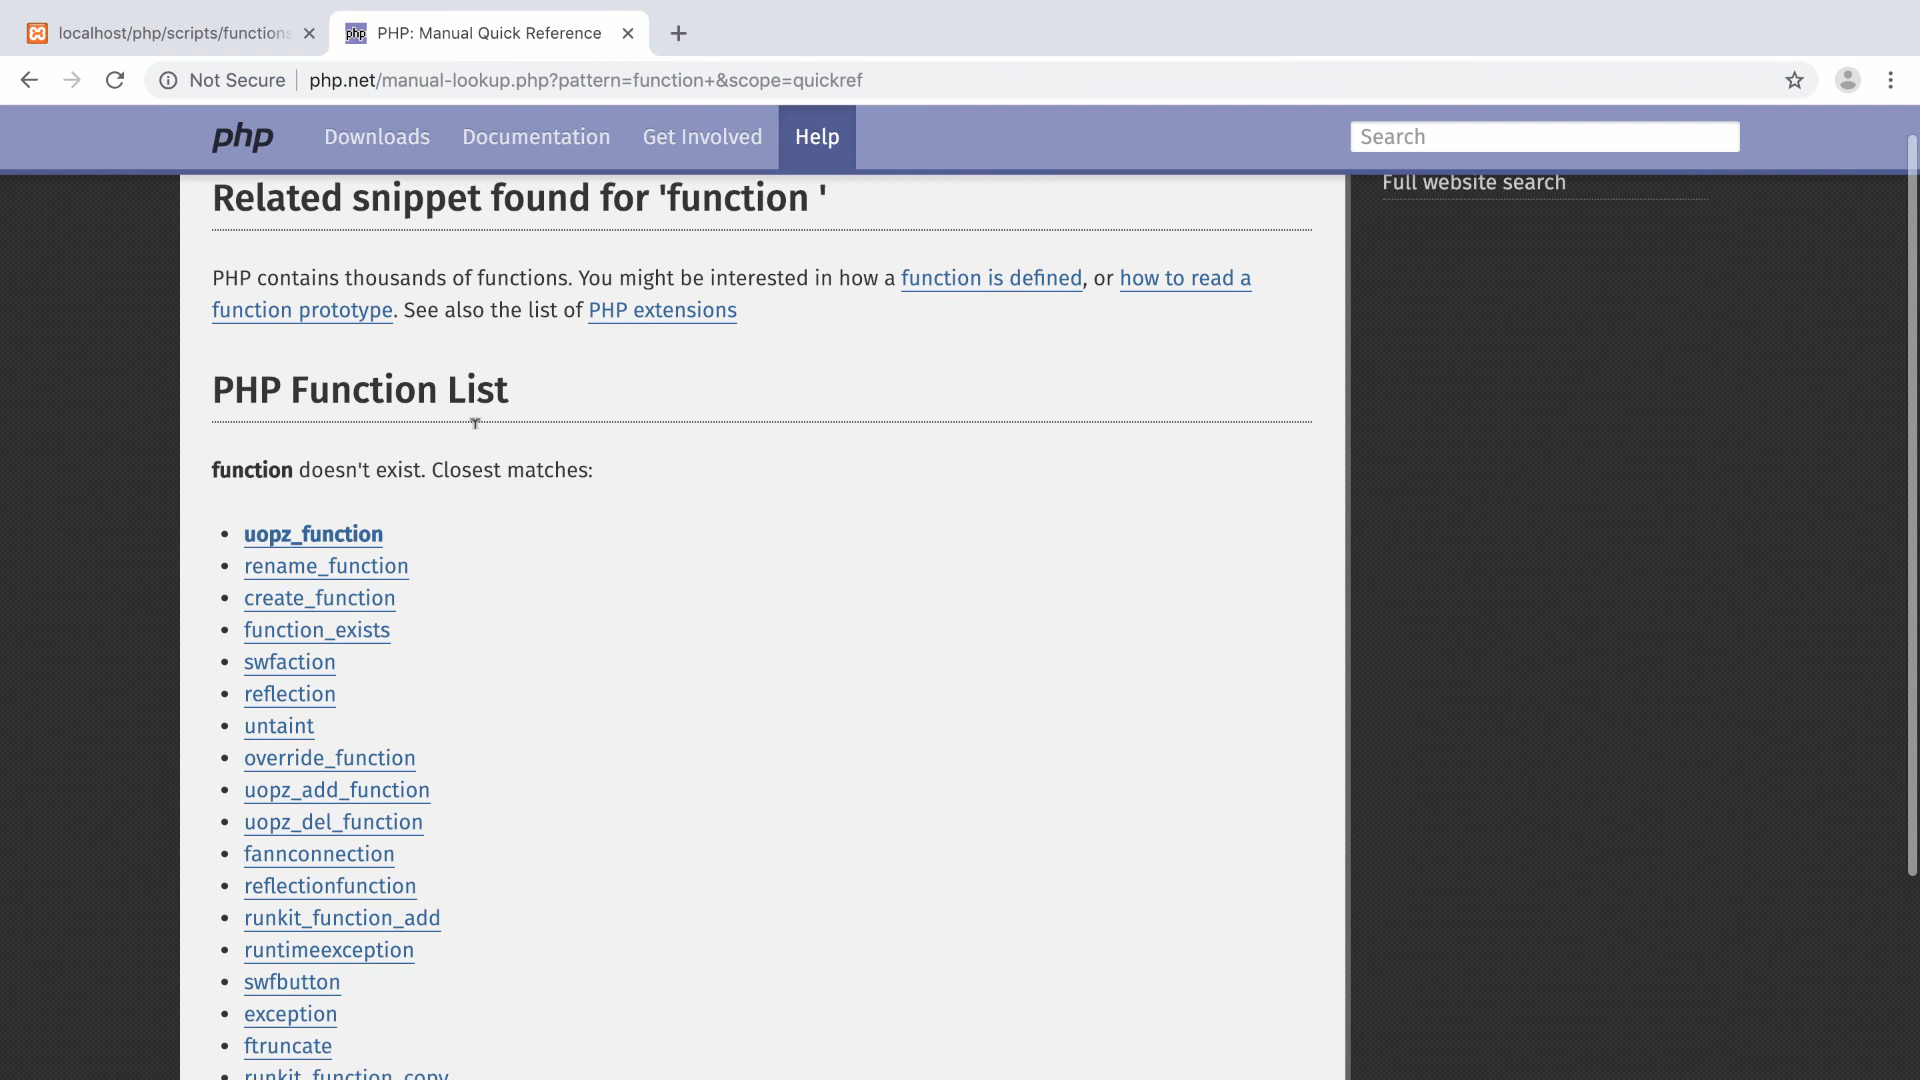 localhost/php/scripts/functions
PHP: Manual Quick Reference
Not Secure
php.net/manual-lookup.php?pattern=function+&scope=quickref
php
Downloads
Documentation
Get Involved
Help
Search
Related snippet found for 'function '
Full website search
PHP contains thousands of functions. You might be interested in how a function is defined, or how to read a
function prototype. See also the list of PHP extensions
PHP Function List
function doesn't exist. Closest matches:
• uopz_function
• rename_function
• create_function
• function_exists
• swfaction
• reflection
• untaint
• override_function
• uopz_add_function
• uopz_del_function
• fannconnection
• reflectionfunction
• runkit_function_add
• runtimeexception
• swfbutton
• exception
• ftruncate
• runkit_function_copy